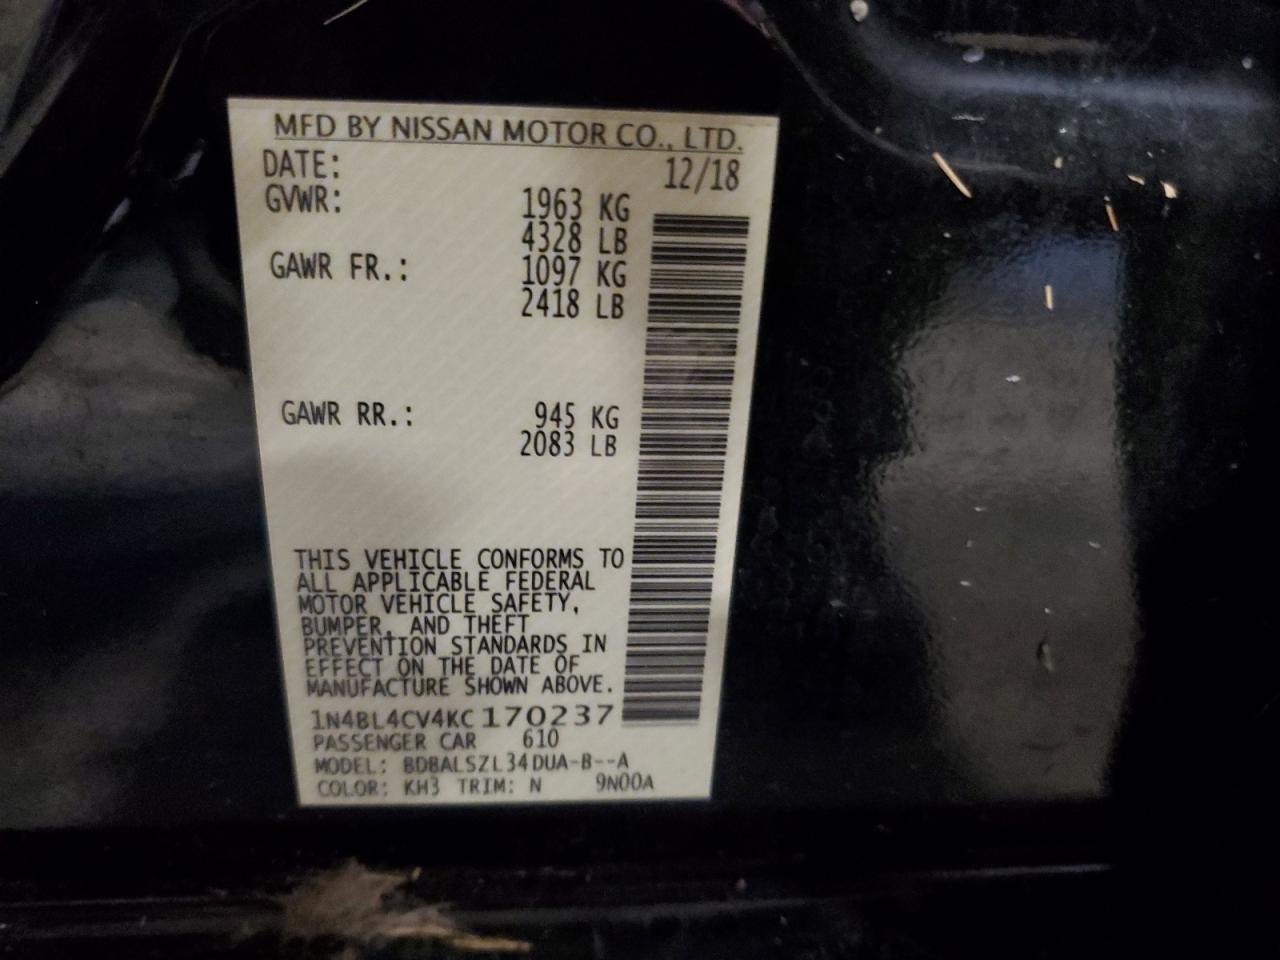 MFD BY NISSAN MOTOR CO., LTD.
DATE: 12/18
GVWR: 1963 KG
4328 LB
GAWR FR.: 1097 KG
2418 LB
GAWR RR.: 945 KG
2083 LB
THIS VEHICLE CONFORMS TO
ALL APPLICABLE FEDERAL
MOTOR VEHICLE SAFETY,
BUMPER, AND THEFT
PREVENTION STANDARDS IN
EFFECT ON THE DATE OF
MANUFACTURE SHOWN ABOVE.
1N4BL4CV4KC170237
PASSENGER CAR 610
MODEL: BDBALSZL34DUA-B--A
COLOR: KH3 TRIM: N 9N00A